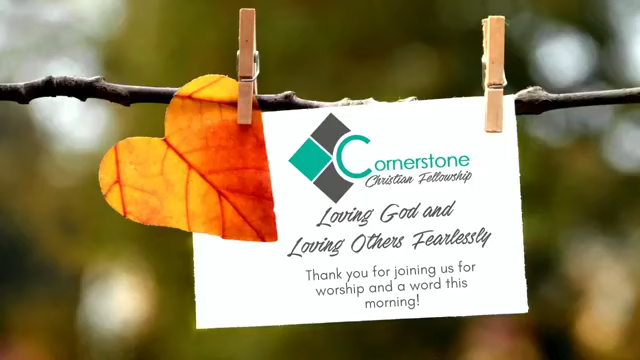 Cornerstone
Christian Fellowship
Loving God and
Loving Others Fearlessly
Thank you for joining us for
worship and a word this
morning!